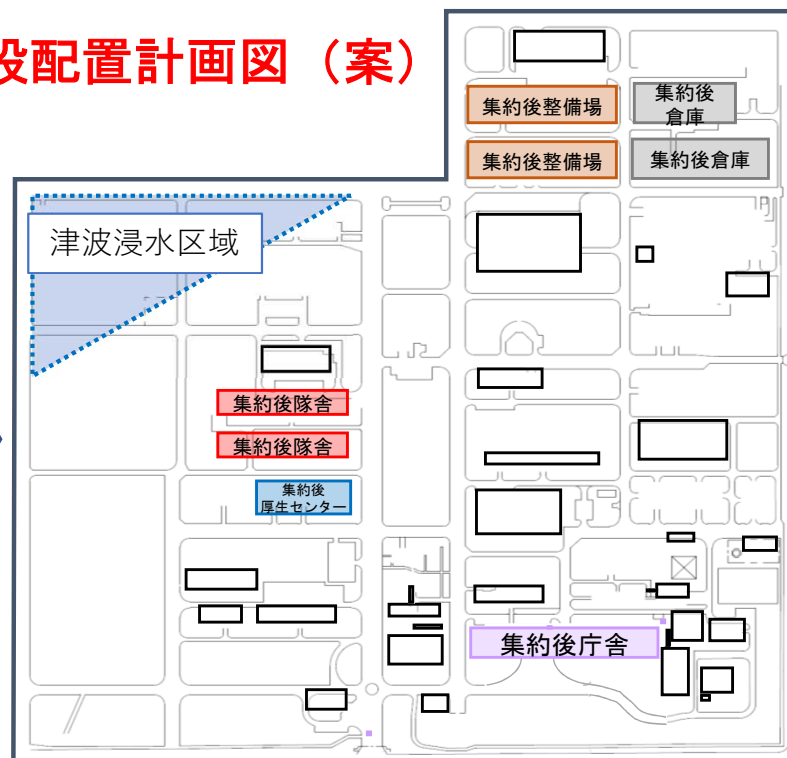 設配置計画図（案）
集約後整備場
集約後
倉庫
集約後整備場
集約後倉庫
津波浸水区域
集約後隊舎
集約後隊舎
集約後
厚生センター
集約後庁舎